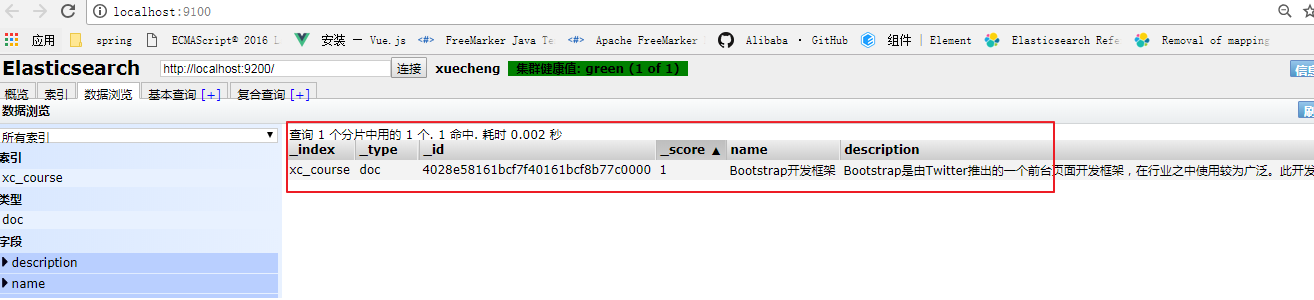 localhost:9100
应用 spring ECMAScript® 2016 L 安装 — Vue.js FreeMarker Java Te Apache FreeMarker Alibaba · GitHub 组件 | Element Elasticsearch Refe Removal of mapping
Elasticsearch http://localhost:9200/ 连接 xuecheng 集群健康值: green (1 of 1) 信息
概览 索引 数据浏览 基本查询 [+] 复合查询 [+]
数据浏览
所有索引
查询 1 个分片中用的 1 个. 1 命中. 耗时 0.002 秒
索引
_index _type _id _score ▲ name description
xc_course
xc_course doc 4028e58161bcf7f40161bcf8b77c0000 1 Bootstrap开发框架 Bootstrap是由Twitter推出的一个前台页面开发框架，在行业之中使用较为广泛。此开发
类型
doc
字段
description
name